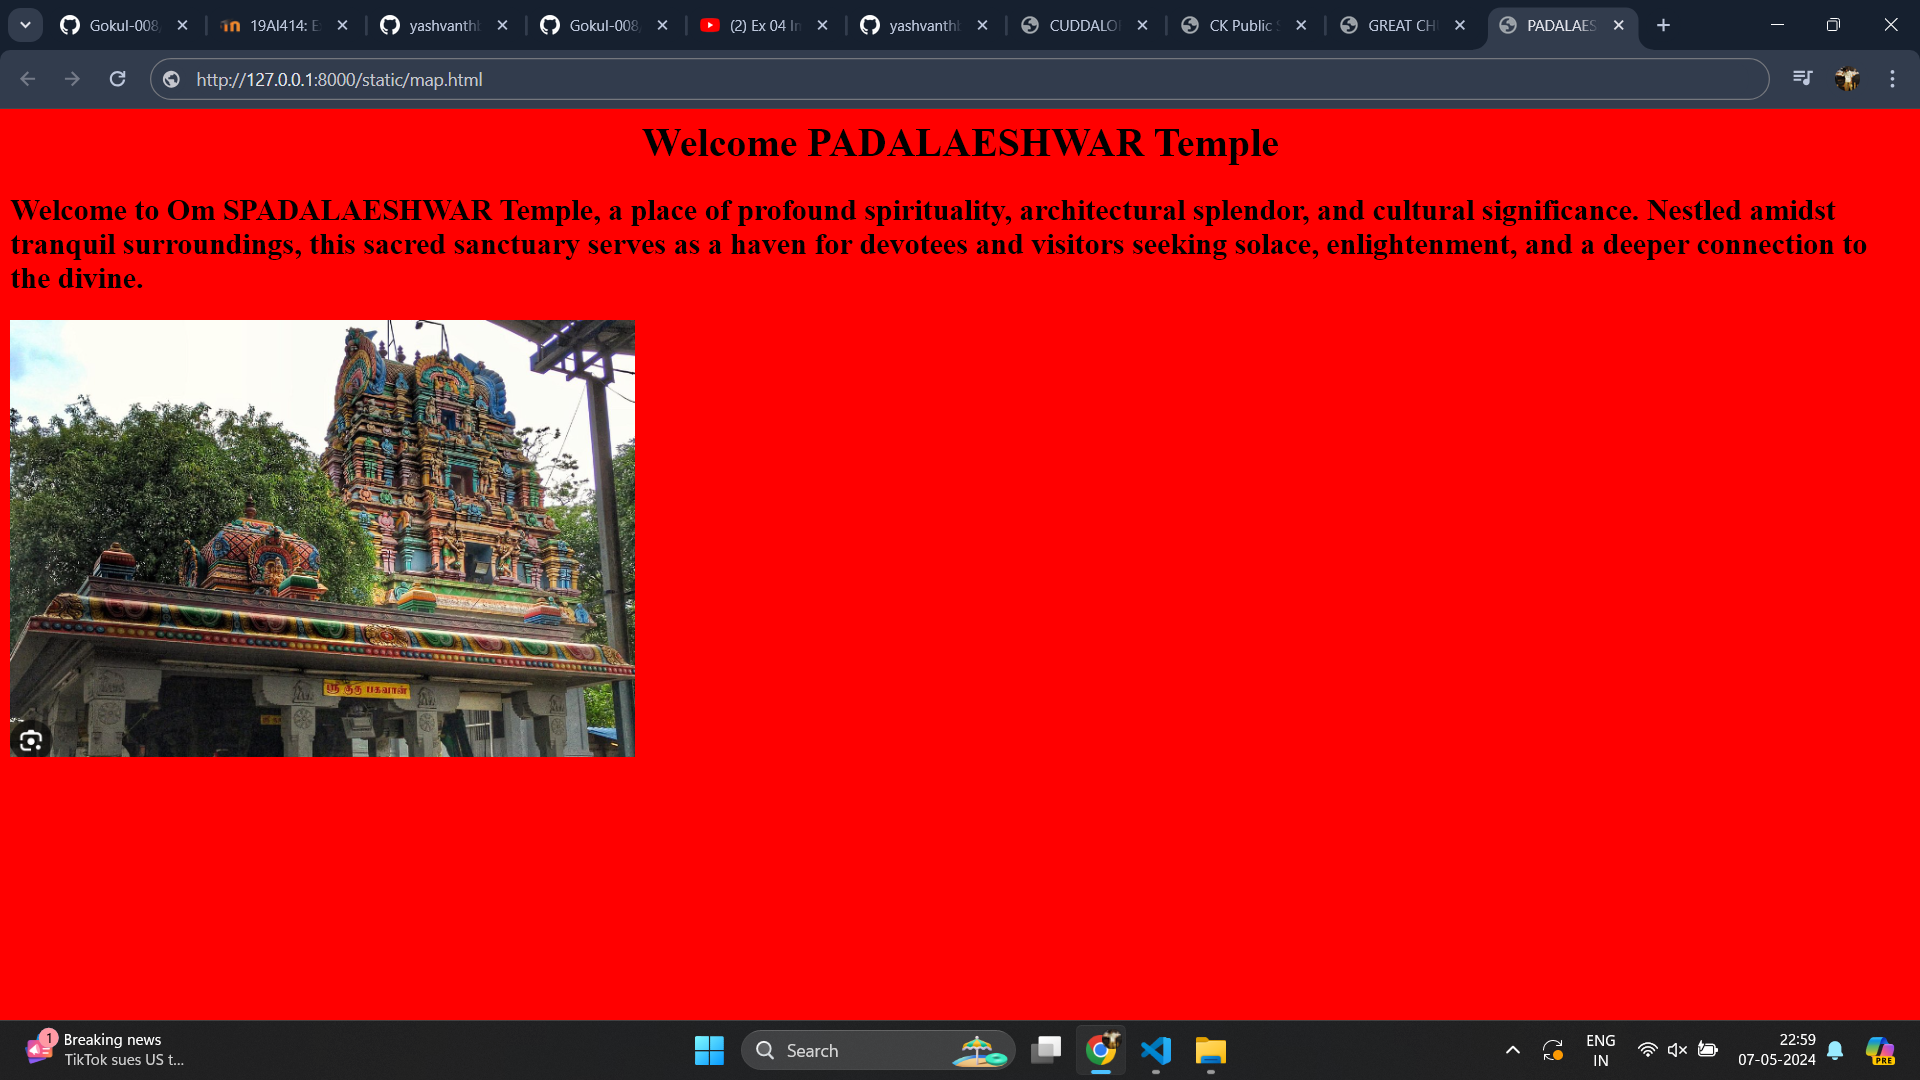 Gokul-008
19AI414: E
yashvanthb
Gokul-008
(2) Ex 04 Im
yashvanthb
CUDDALO
CK Public S
GREAT CH
PADALAES
http://127.0.0.1:8000/static/map.html
Welcome PADALAESHWAR Temple
Welcome to Om SPADALAESHWAR Temple, a place of profound spirituality, architectural splendor, and cultural significance. Nestled amidst
tranquil surroundings, this sacred sanctuary serves as a haven for devotees and visitors seeking solace, enlightenment, and a deeper connection to
the divine.
ஸ்ரீ குரு பகவான்
1
Breaking news
TikTok sues US t...
Search
ENG
IN
22:59
07-05-2024
PRE